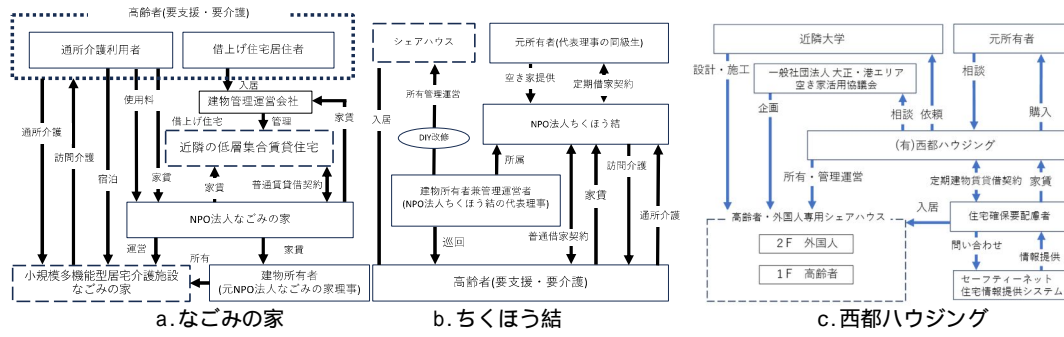 高齢者(要支援・要介護)
通所介護利用者
借上げ住宅居住者
入居
使用料
建物管理運営会社
借上げ住宅
管理
家賃
近隣の低層集合賃貸住宅
通所介護
訪問介護
宿泊
家賃
家賃
普通賃貸借契約
NPO法人なごみの家
運営
所有
家賃
小規模多機能型居宅介護施設
なごみの家
建物所有者
(元NPO法人なごみの家理事)
a.なごみの家
シェアハウス
元所有者(代表理事の同級生)
空き家提供
定期借家契約
所有管理運営
入居
DIY改修
NPO法人ちくほう結
所属
訪問介護
建物所有者兼管理運営者
(NPO法人ちくほう結の代表理事)
家賃
通所介護
巡回
普通借家契約
高齢者(要支援・要介護)
b.ちくほう結
近隣大学
元所有者
設計・施工
一般社団法人 大正・港エリア
空き家活用協議会
相談
企画
相談
依頼
購入
(有)西都ハウジング
所有・管理運営
定期建物賃貸借契約
家賃
入居
高齢者・外国人専用シェアハウス
住宅確保要配慮者
2F 外国人
問い合わせ
情報提供
1F 高齢者
セーフティーネット
住宅情報提供システム
c.西都ハウジング